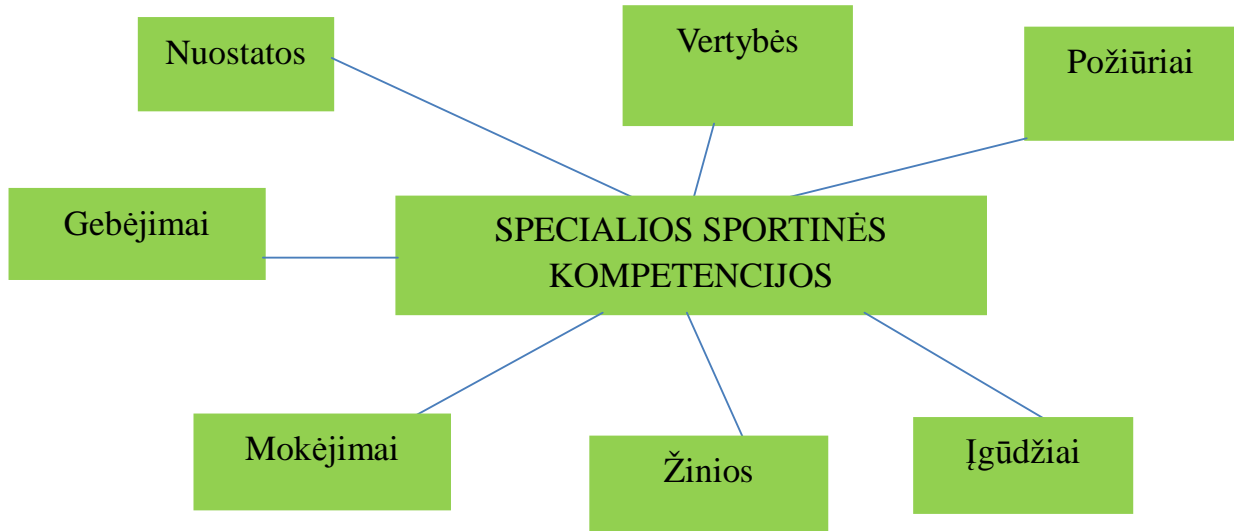 Nuostatos
Vertybės
Požiūriai
Gebėjimai
SPECIALIOS SPORTINĖS
KOMPETENCIJOS
Mokėjimai
Žinios
Įgūdžiai